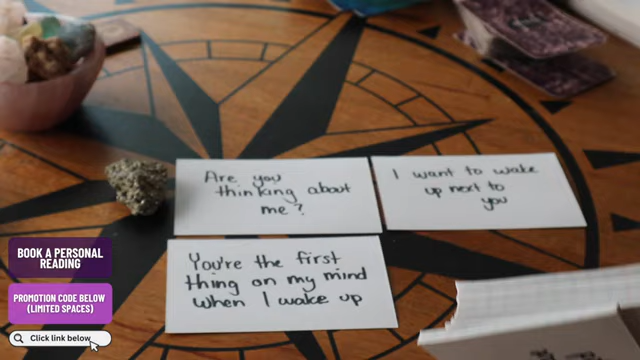 Are you
thinking about
me?
I want to wake
up next to
you
You're the first
thing on my mind
when I wake up
BOOK A PERSONAL
READING
PROMOTION CODE BELOW
(LIMITED SPACES)
Click link below